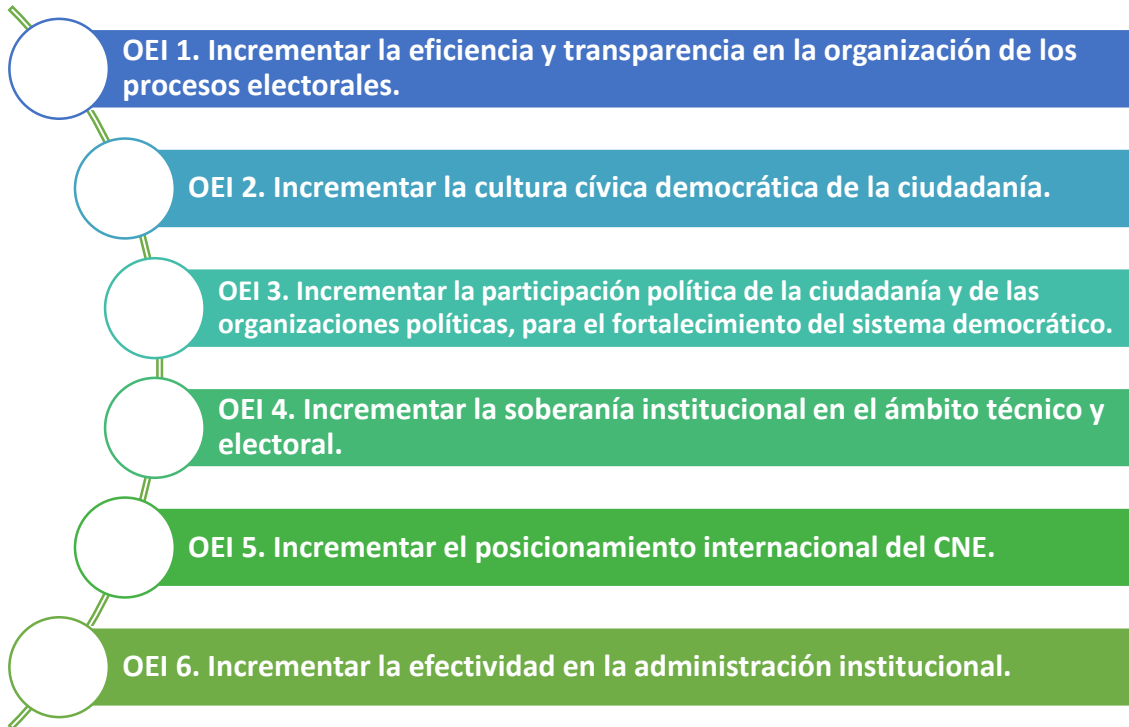 OEI 1. Incrementar la eficiencia y transparencia en la organización de los
procesos electorales.
OEI 2. Incrementar la cultura cívica democrática de la ciudadanía.
OEI 3. Incrementar la participación política de la ciudadanía y de las
organizaciones políticas, para el fortalecimiento del sistema democrático.
OEI 4. Incrementar la soberanía institucional en el ámbito técnico y
electoral.
OEI 5. Incrementar el posicionamiento internacional del CNE.
OEI 6. Incrementar la efectividad en la administración institucional.